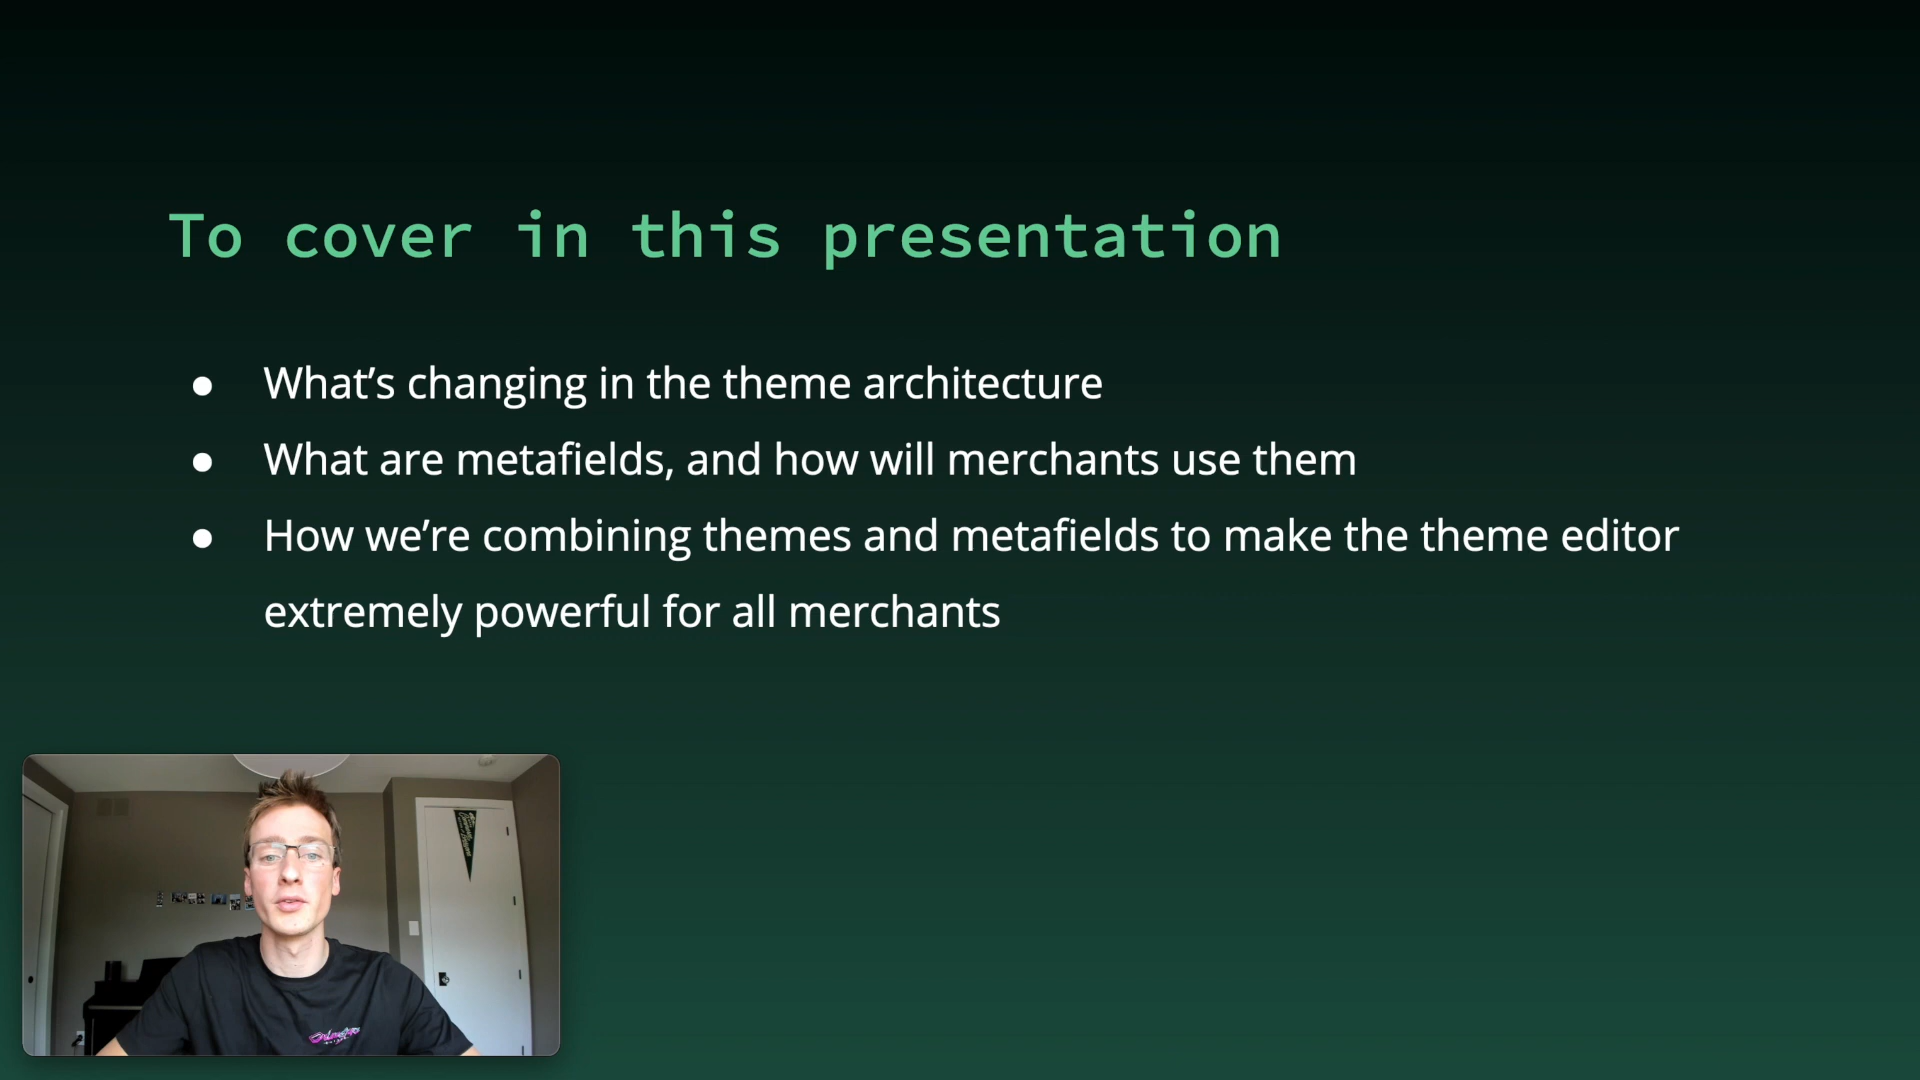 To cover in this presentation
● What’s changing in the theme architecture
● What are metafields, and how will merchants use them
● How we’re combining themes and metafields to make the theme editor
extremely powerful for all merchants